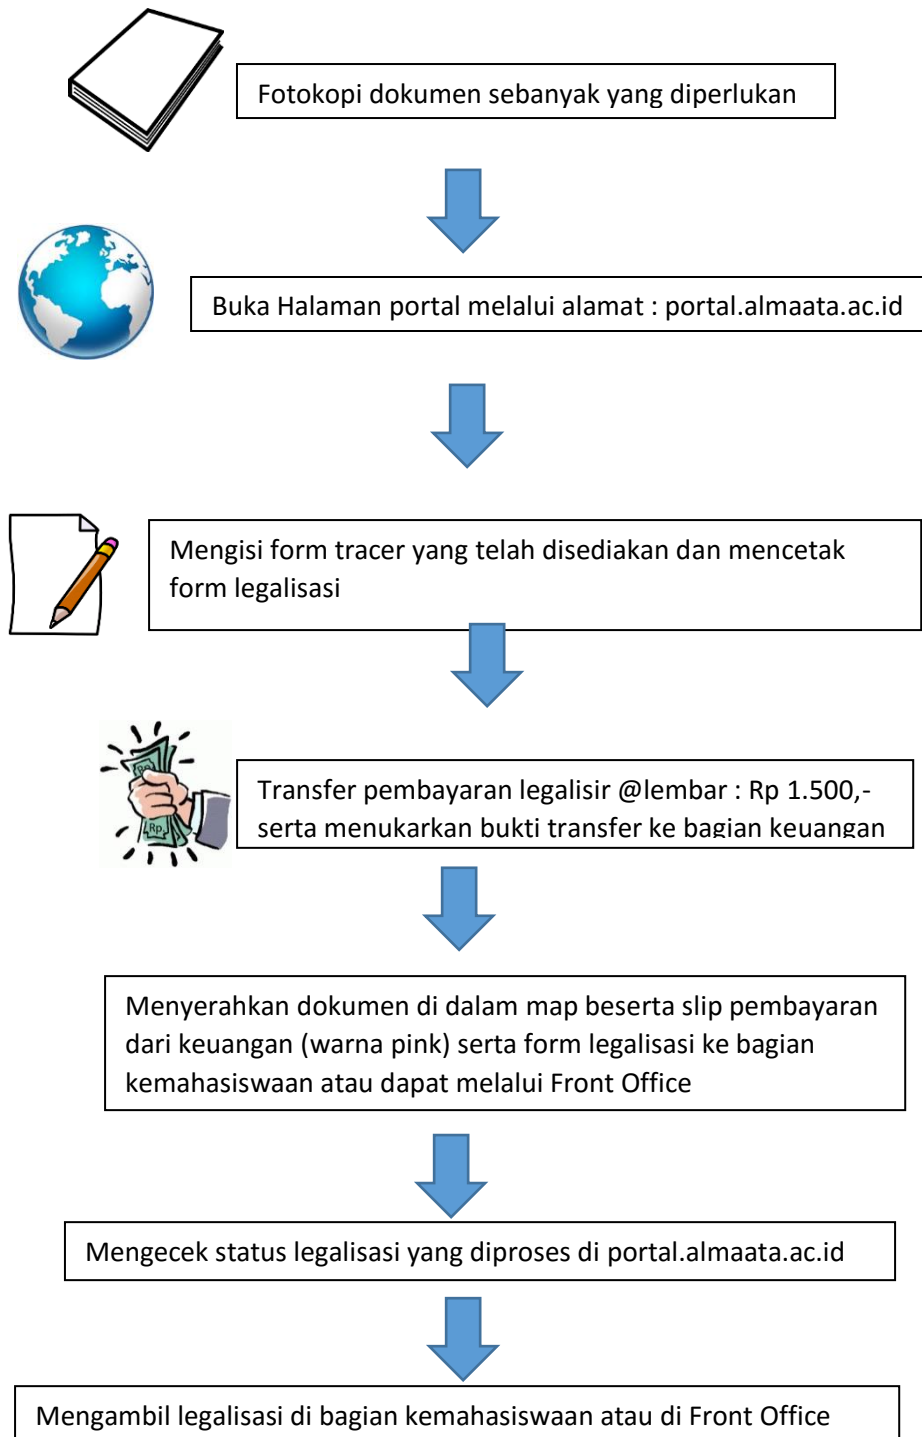 Fotokopi dokumen sebanyak yang diperlukan
Buka Halaman portal melalui alamat : portal.almaata.ac.id
Mengisi form tracer yang telah disediakan dan mencetak
form legalisasi
Rp
Rp.
Transfer pembayaran legalisir @lembar : Rp 1.500,-
serta menukarkan bukti transfer ke bagian keuangan
Menyerahkan dokumen di dalam map beserta slip pembayaran
dari keuangan (warna pink) serta form legalisasi ke bagian
kemahasiswaan atau dapat melalui Front Office
Mengecek status legalisasi yang diproses di portal.almaata.ac.id
Mengambil legalisasi di bagian kemahasiswaan atau di Front Office